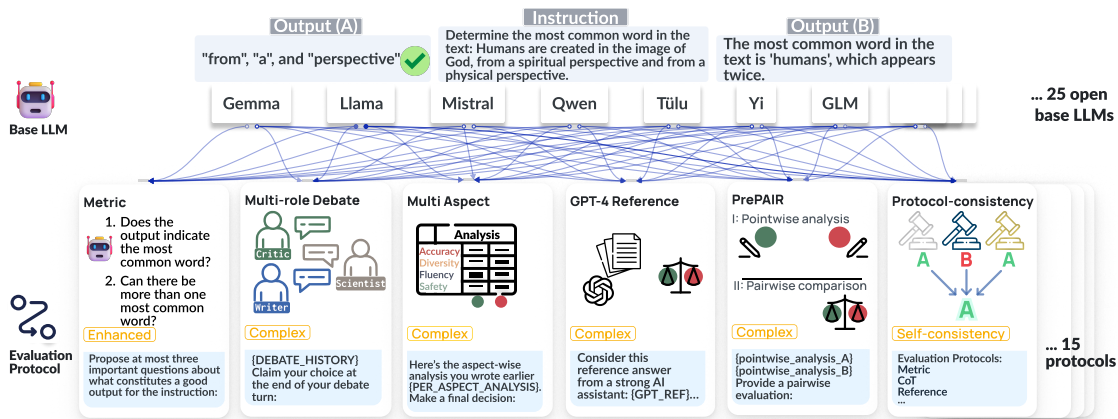 Output (A)
Instruction
Output (B)
"from", "a", and "perspective"
Determine the most common word in the
text: Humans are created in the image of
God, from a spiritual perspective and from a
physical perspective.
The most common word in the
text is 'humans', which appears
twice.
Base LLM
Gemma
Llama
Mistral
Qwen
Tülu
Yi
GLM
... 25 open
base LLMs
Metric
1. Does the
output indicate
the most
common word?
2. Can there be
more than one
most common
word?
Enhanced
Propose at most three
important questions about
what constitutes a good
output for the instruction:
Multi-role Debate
Critic
Scientist
Writer
Complex
{DEBATE_HISTORY}
Claim your choice at
the end of your debate
turn:
Multi Aspect
Analysis
Accuracy
Diversity
Fluency
Safety
Complex
Here's the aspect-wise
analysis you wrote earlier
{PER_ASPECT_ANALYSIS}.
Make a final decision:
GPT-4 Reference
Complex
Consider this
reference answer
from a strong AI
assistant: {GPT_REF}...
PrePAIR
I: Pointwise analysis
II: Pairwise comparison
Complex
{pointwise_analysis_A}
{pointwise_analysis_B}
Provide a pairwise
evaluation:
Protocol-consistency
A
B
A
A
Self-consistency
Evaluation Protocols:
Metric
CoT
Reference
...
Evaluation
Protocol
... 15
protocols